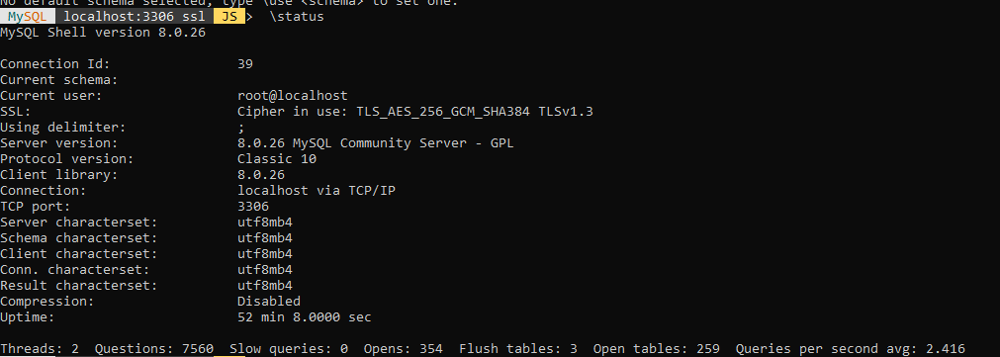 No default schema selected; type \use <schema> to set one.
MySQL localhost:3306 ssl JS > \status
MySQL Shell version 8.0.26
Connection Id: 39
Current schema:
Current user: root@localhost
SSL: Cipher in use: TLS_AES_256_GCM_SHA384 TLSv1.3
Using delimiter: ;
Server version: 8.0.26 MySQL Community Server - GPL
Protocol version: Classic 10
Client library: 8.0.26
Connection: localhost via TCP/IP
TCP port: 3306
Server characterset: utf8mb4
Schema characterset: utf8mb4
Client characterset: utf8mb4
Conn. characterset: utf8mb4
Result characterset: utf8mb4
Compression: Disabled
Uptime: 52 min 8.0000 sec
Threads: 2 Questions: 7560 Slow queries: 0 Opens: 354 Flush tables: 3 Open tables: 259 Queries per second avg: 2.416